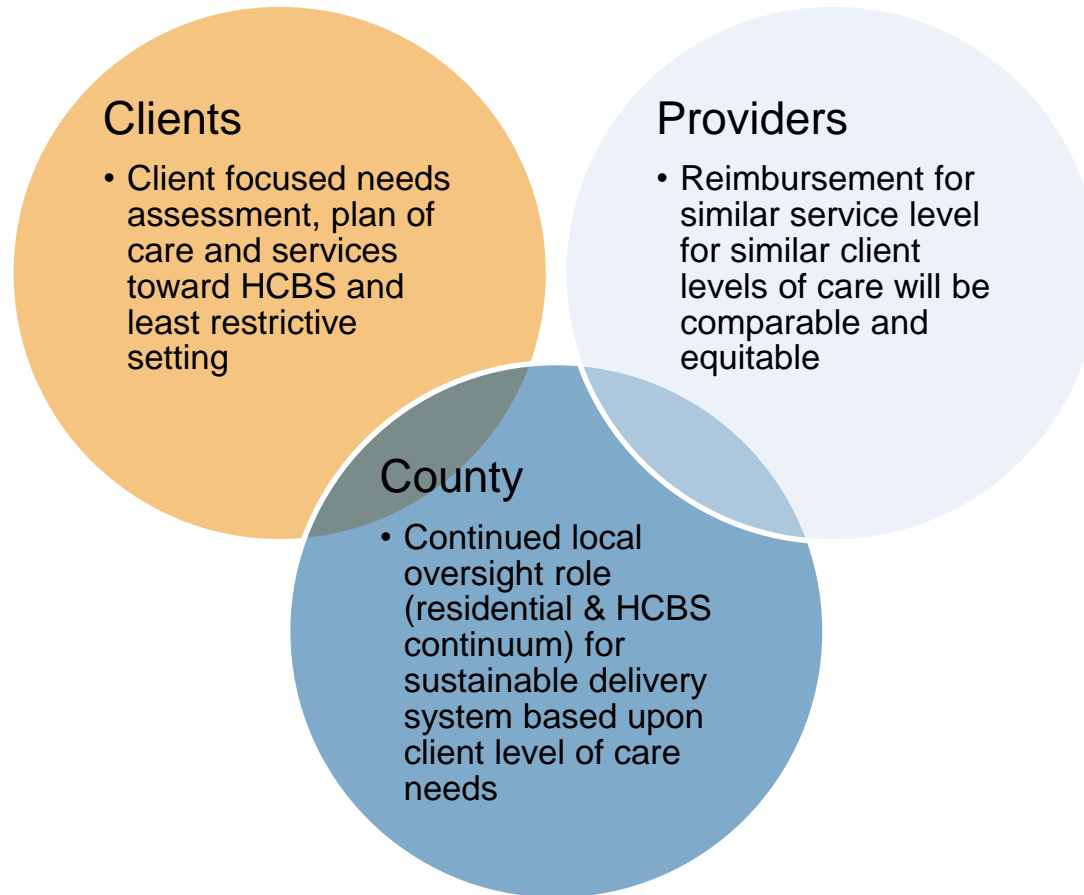 Clients
• Client focused needs
assessment, plan of
care and services
toward HCBS and
least restrictive
setting
Providers
• Reimbursement for
similar service level
for similar client
levels of care will be
comparable and
equitable
County
• Continued local
oversight role
(residential & HCBS
continuum) for
sustainable delivery
system based upon
client level of care
needs